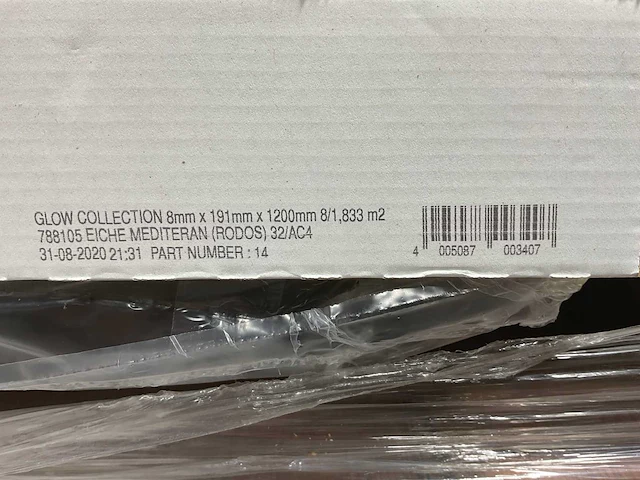 GLOW COLLECTION 8mm x 191mm x 1200mm 8/1,833 m2
788105 EICHE MEDITERAN (RODOS) 32/AC4
31-08-2020 21:31 PART NUMBER : 14
4 005087 003407